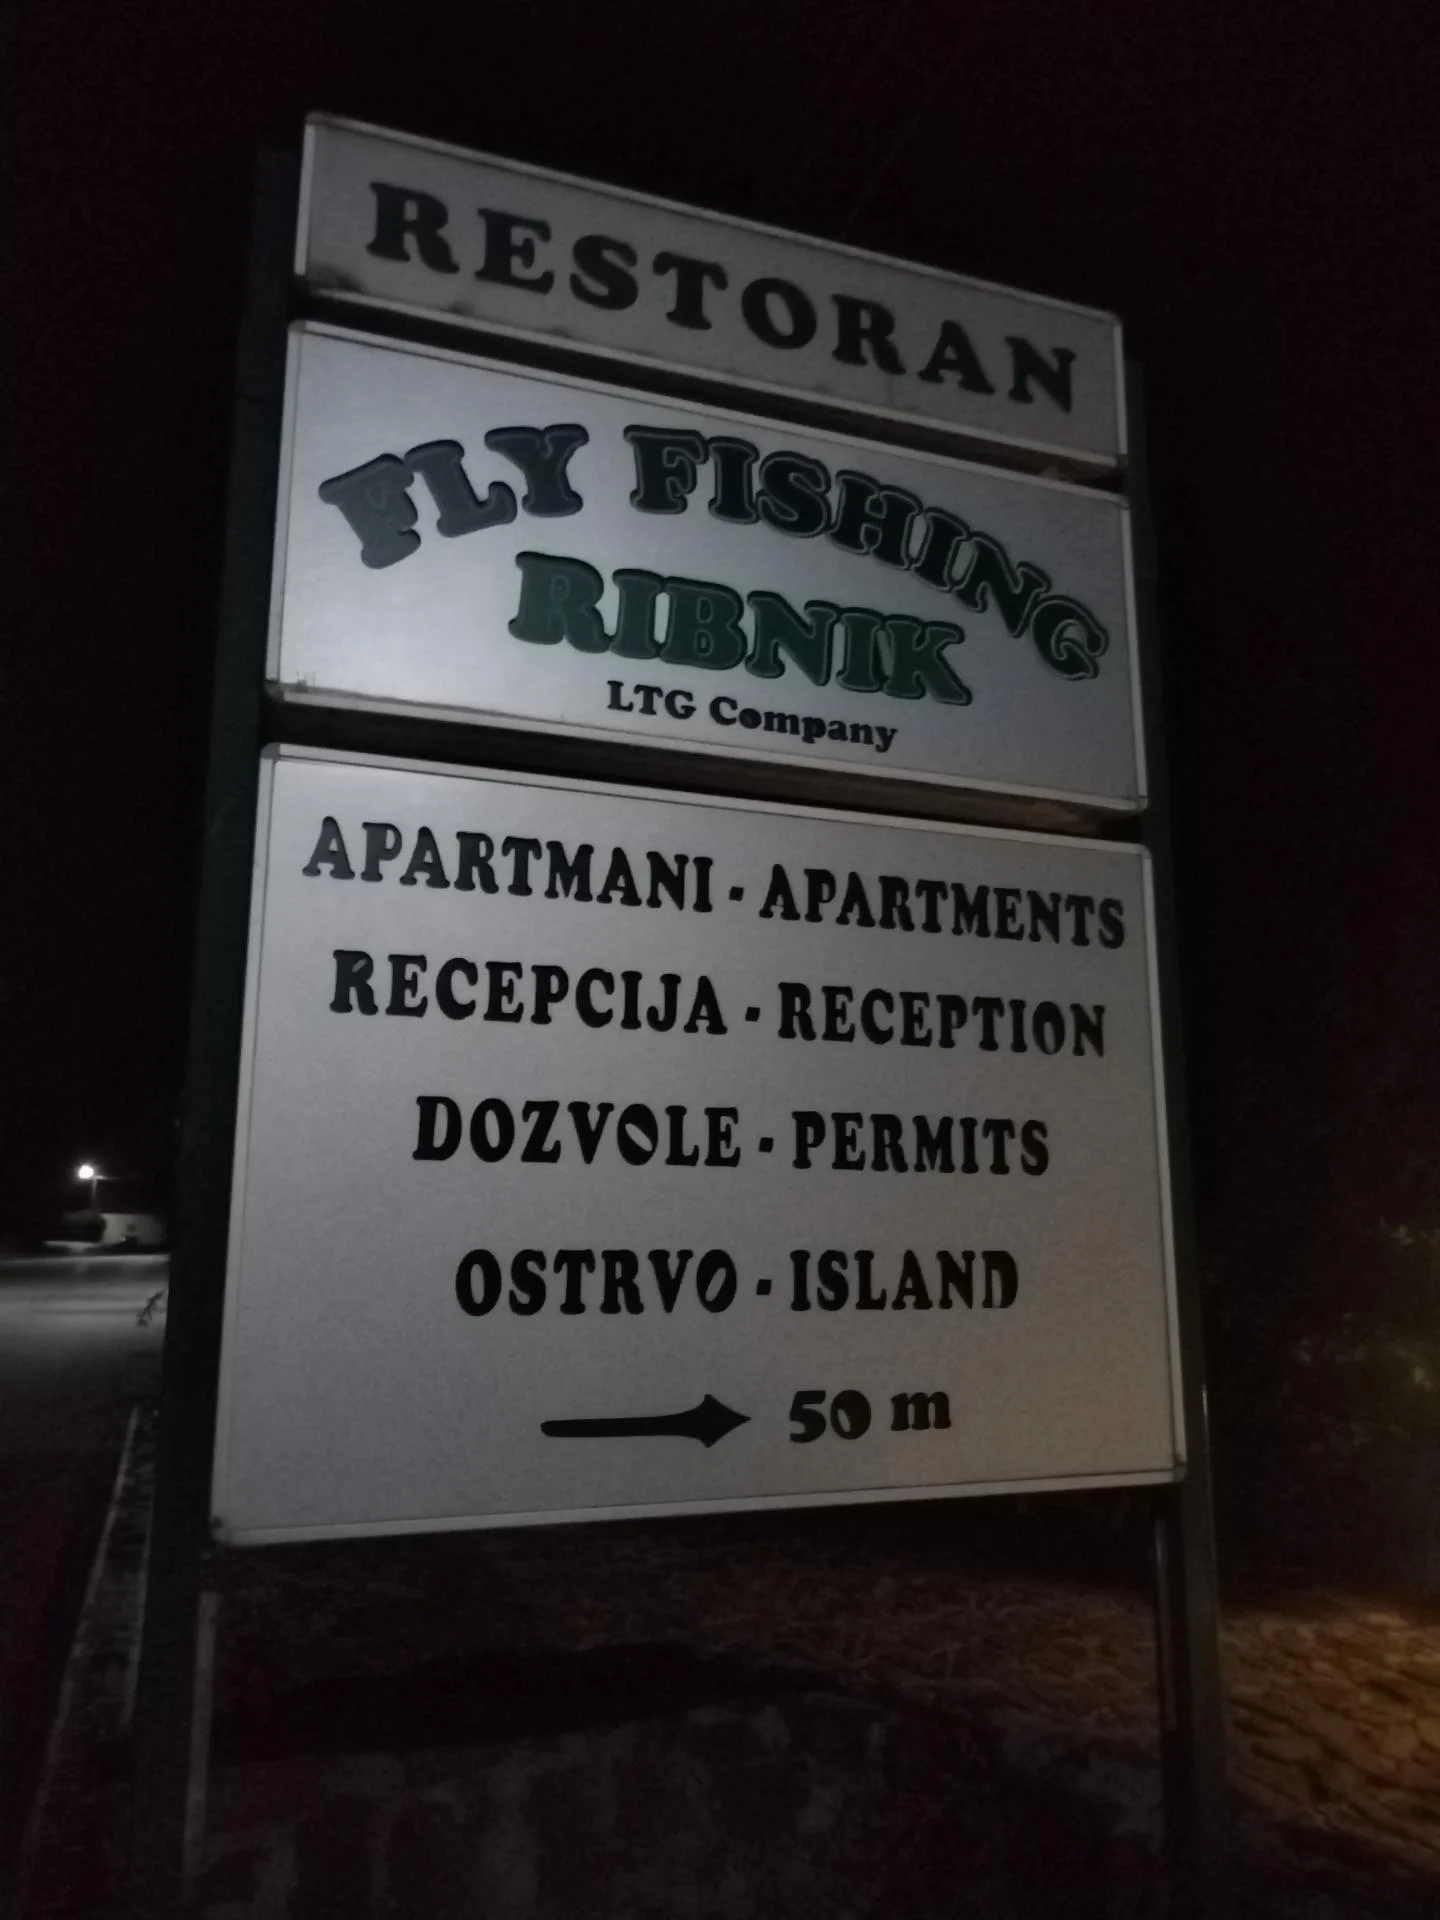 RESTORAN
FLY FISHING
RIBNIK
LTG Company
APARTMANI - APARTMENTS
RECEPCIJA - RECEPTION
DOZVOLE - PERMITS
OSTRVO - ISLAND
50 m